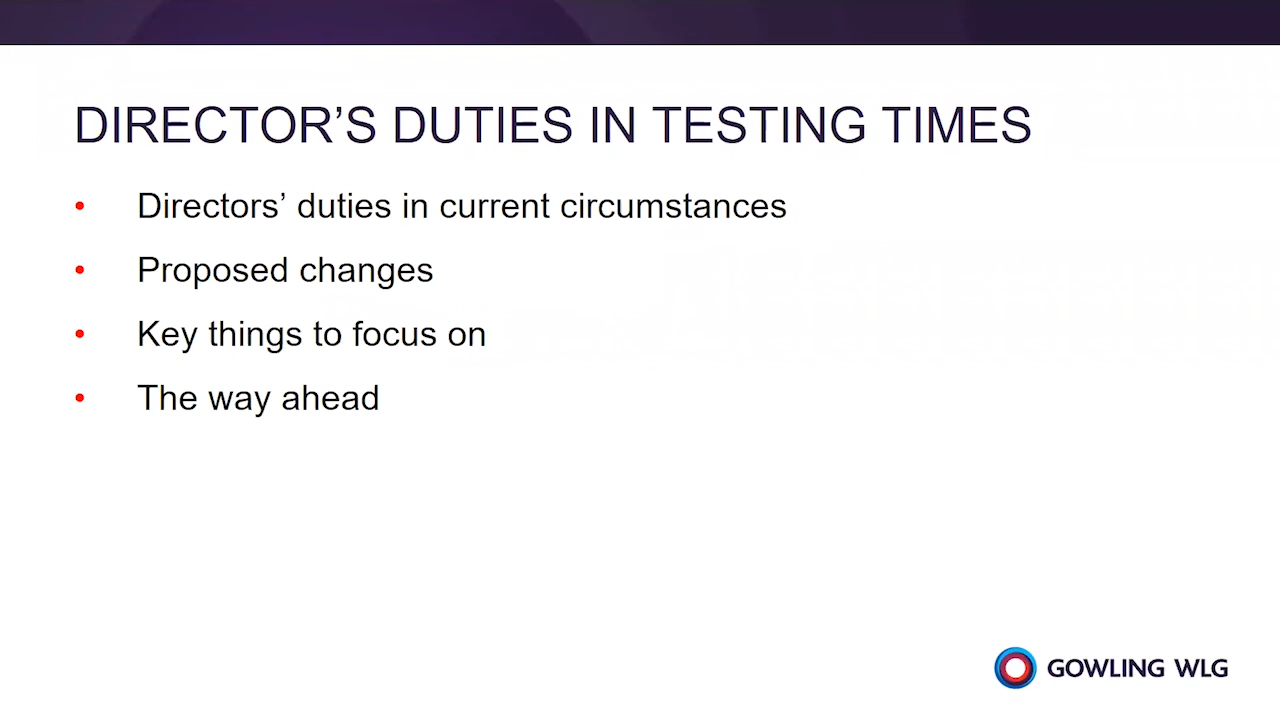 DIRECTOR’S DUTIES IN TESTING TIMES
• Directors’ duties in current circumstances
• Proposed changes
• Key things to focus on
• The way ahead
GOWLING WLG